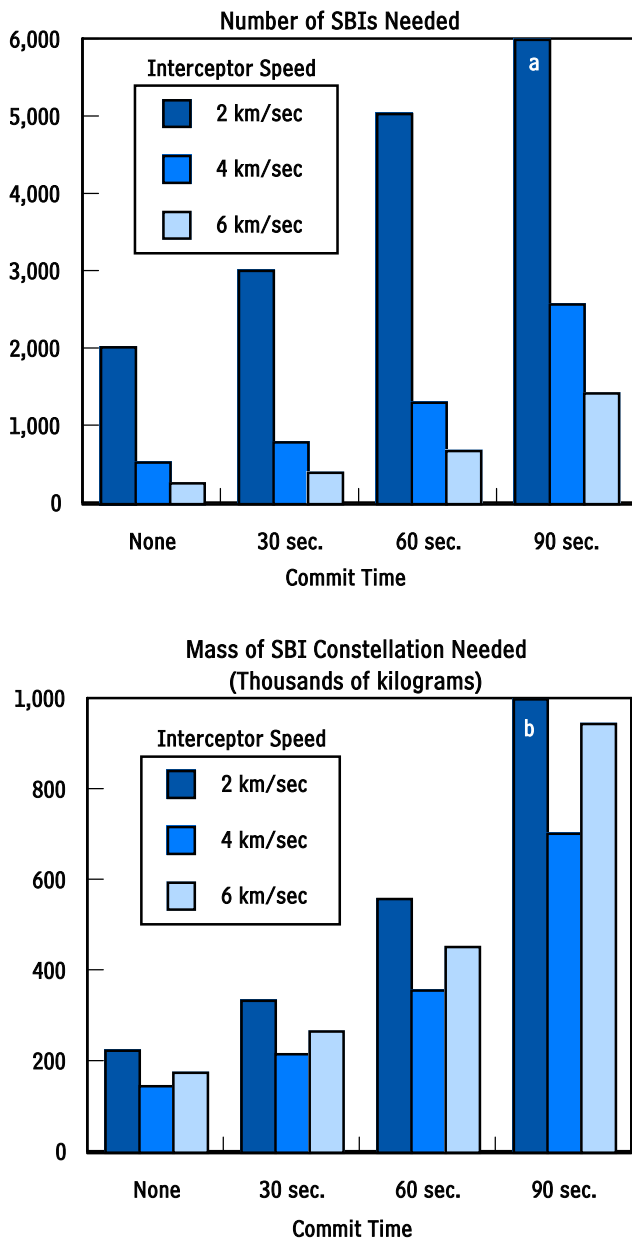 Number of SBIs Needed
6,000
5,000
4,000
3,000
2,000
1,000
0
Interceptor Speed
2 km/sec
4 km/sec
6 km/sec
a
None 30 sec. 60 sec. 90 sec.
Commit Time
Mass of SBI Constellation Needed
(Thousands of kilograms)
1,000
800
600
400
200
0
Interceptor Speed
2 km/sec
4 km/sec
6 km/sec
b
None 30 sec. 60 sec. 90 sec.
Commit Time